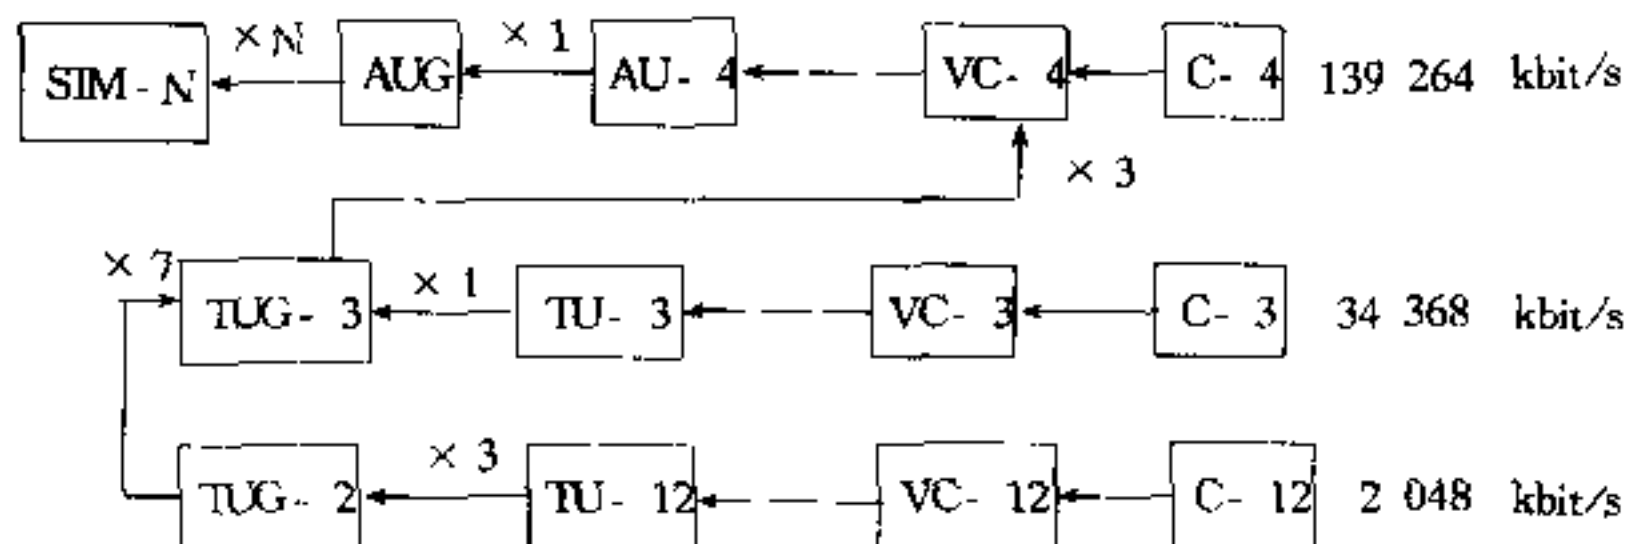 × N
× 1
STM - N
AUG
AU - 4
VC - 4
C - 4
139 264 kbit/s
× 3
× 7
TUG - 3
× 1
TU - 3
VC - 3
C - 3
34 368 kbit/s
TUG - 2
× 3
TU - 12
VC - 12
C - 12
2 048 kbit/s